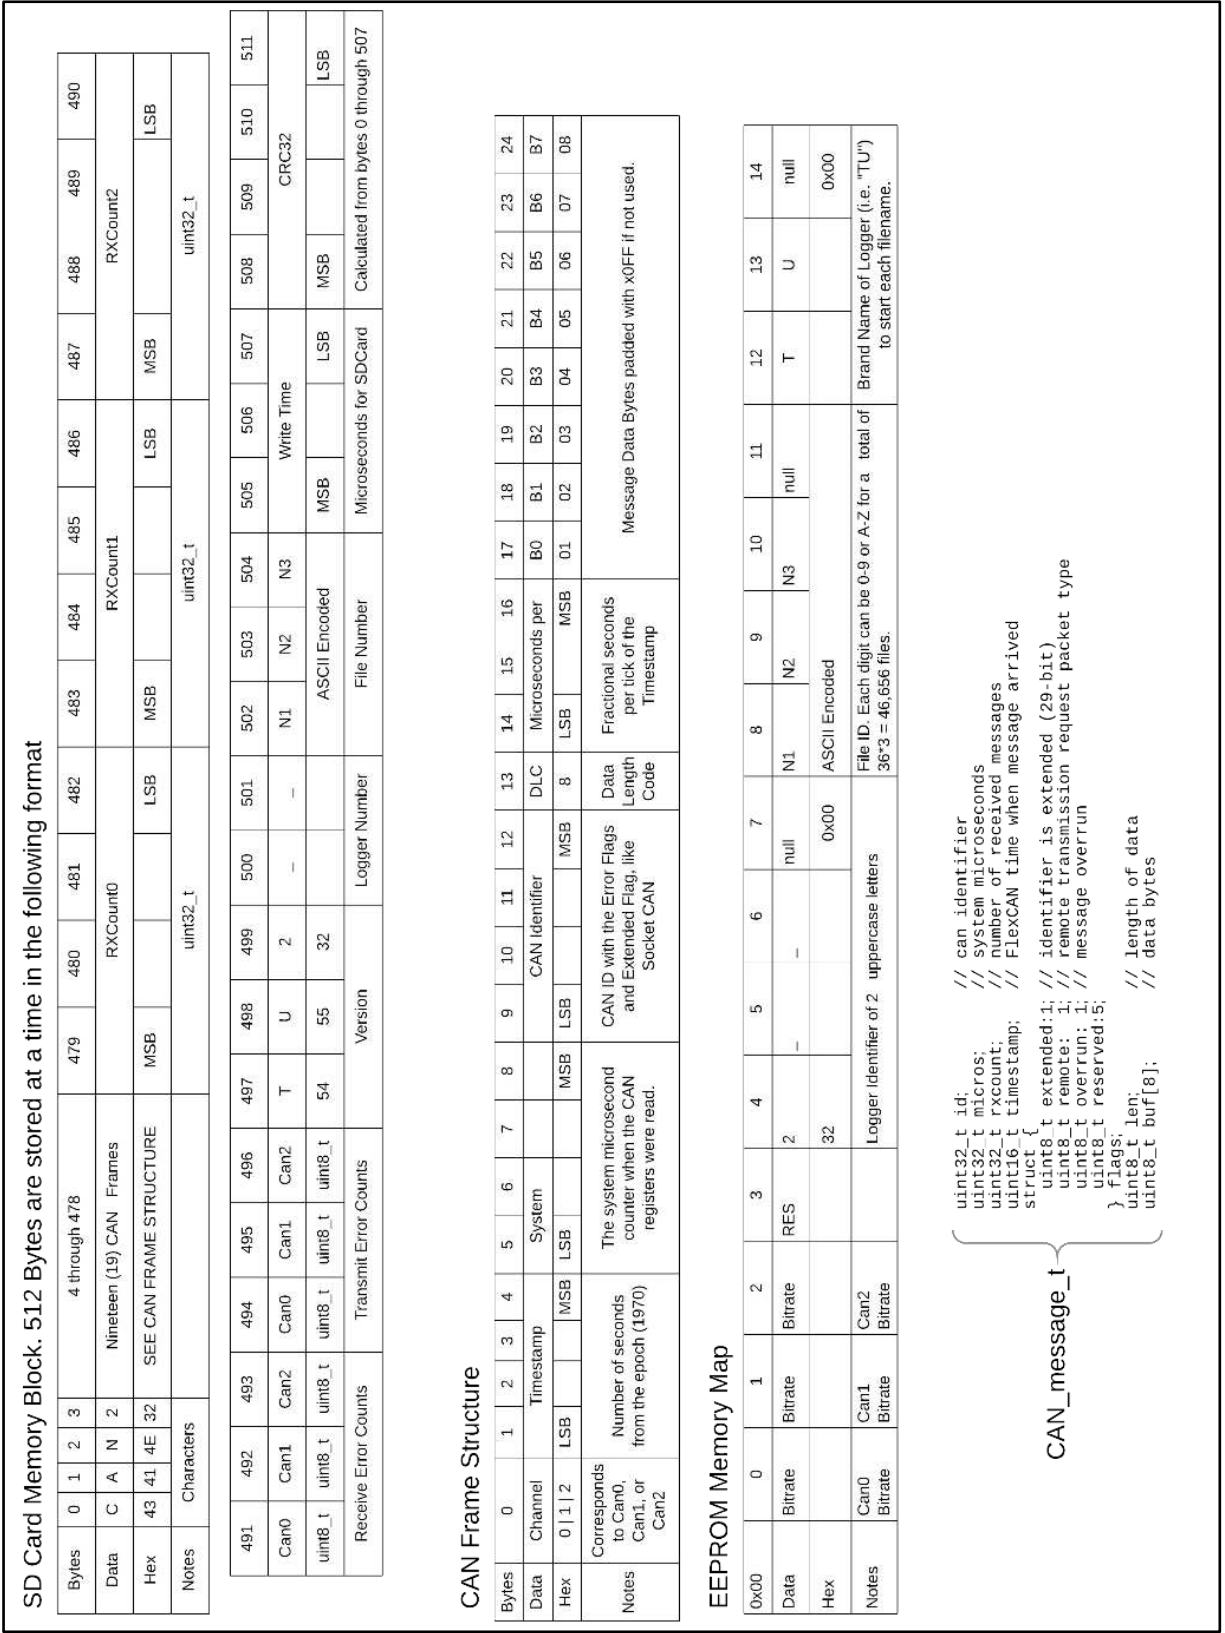 SD Card Memory Block. 512 Bytes are stored at a time in the following format
Bytes 0 1 2 3 4 through 478 479 480 481 482 483 484 485 486 487 488 489 490
Data C A N 2 Nineteen (19) CAN Frames RXCount0 RXCount1 RXCount2
Hex 43 41 4E 32 SEE CAN FRAME STRUCTURE MSB LSB MSB LSB MSB LSB
Notes Characters uint32_t uint32_t uint32_t
491 492 493 494 495 496 497 498 499 500 501 502 503 504 505 506 507 508 509 510 511
Can0 Can1 Can2 Can0 Can1 Can2 T U 2 – – N1 N2 N3 Write Time CRC32
uint8_t uint8_t uint8_t uint8_t uint8_t uint8_t 54 55 32 ASCII Encoded MSB LSB MSB LSB
Receive Error Counts Transmit Error Counts Version Logger Number File Number Microseconds for SDCard Calculated from bytes 0 through 507
CAN Frame Structure
Bytes 0 1 2 3 4 5 6 7 8 9 10 11 12 13 14 15 16 17 18 19 20 21 22 23 24
Data Channel Timestamp System CAN Identifier DLC Microseconds per B0 B1 B2 B3 B4 B5 B6 B7
Hex 0 | 1 | 2 LSB MSB LSB MSB LSB MSB 8 LSB MSB 01 02 03 04 05 06 07 08
Notes
Corresponds
to Can0,
Can1, or
Can2
Number of seconds
from the epoch (1970)
The system microsecond
counter when the CAN
registers were read.
CAN ID with the Error Flags
and Extended Flag, like
Socket CAN
Data
Length
Code
Fractional seconds
per tick of the
Timestamp
Message Data Bytes padded with x0FF if not used.
EEPROM Memory Map
0x00 0 1 2 3 4 5 6 7 8 9 10 11 12 13 14
Data Bitrate Bitrate Bitrate RES 2 – – null N1 N2 N3 null T U null
Hex 32 0x00 ASCII Encoded 0x00
Notes
Can0
Bitrate
Can1
Bitrate
Can2
Bitrate
Logger Identifier of 2 uppercase letters
File ID. Each digit can be 0-9 or A-Z for a total of
36*3 = 46,656 files.
Brand Name of Logger (i.e. "TU")
to start each filename.
CAN_message_t
uint32_t id; // can identifier
uint32_t micros; // system microseconds
uint32_t rxcount; // number of received messages
uint16_t timestamp; // FlexCAN time when message arrived
struct {
uint8_t extended:1; // identifier is extended (29-bit)
uint8_t remote: 1; // remote transmission request packet type
uint8_t overrun: 1; // message overrun
uint8_t reserved:5;
} flags;
uint8_t len; // length of data
uint8_t buf[8]; // data bytes